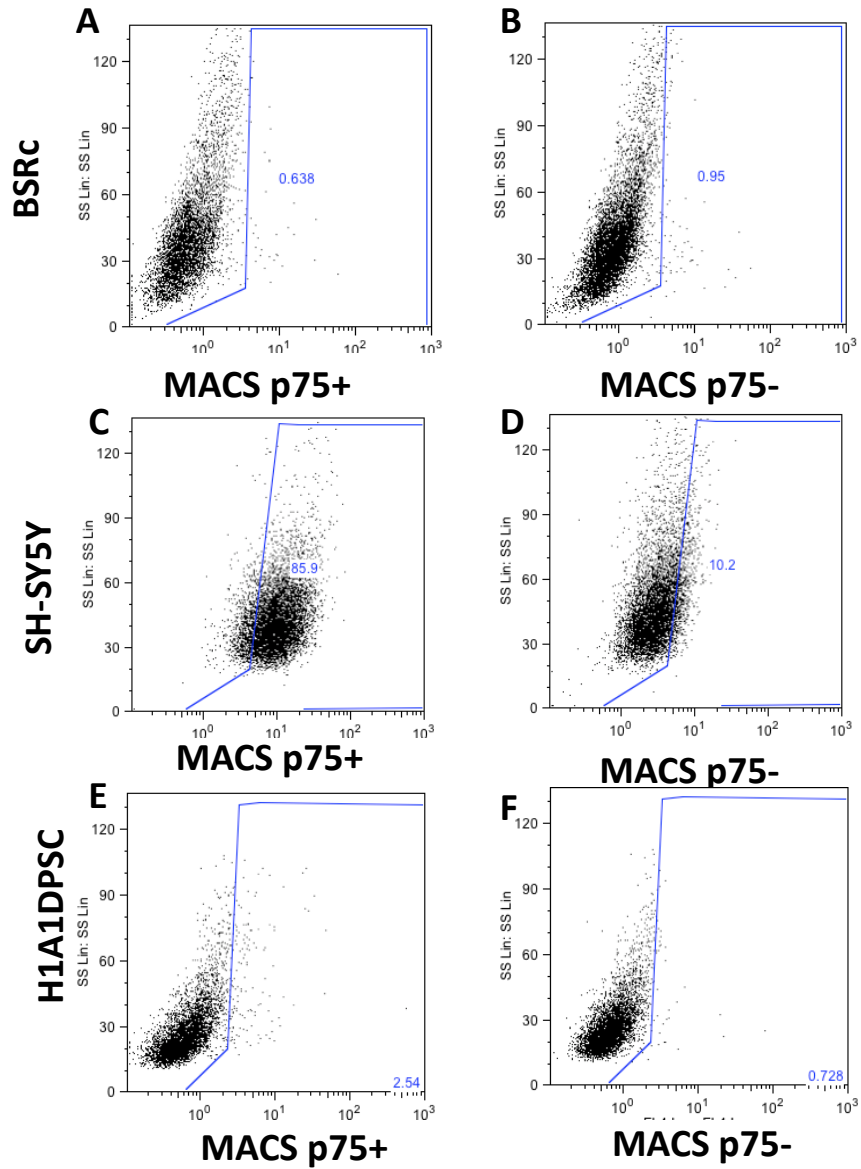 A
B
BSRc
SS Lin: SS Lin
120
90
60
30
0
0.638
10⁰
10¹
10²
10³
MACS p75+
SS Lin: SS Lin
120
90
60
30
0
0.95
10⁰
10¹
10²
10³
MACS p75-
C
D
SH-SY5Y
SS Lin: SS Lin
120
90
60
30
0
85.9
10⁰
10¹
10²
10³
MACS p75+
SS Lin: SS Lin
120
90
60
30
0
10.2
10⁰
10¹
10²
10³
MACS p75-
E
F
H1A1DPSC
SS Lin: SS Lin
120
90
60
30
0
2.54
10⁰
10¹
10²
10³
MACS p75+
SS Lin: SS Lin
120
90
60
30
0
0.728
10⁰
10¹
10²
10³
MACS p75-